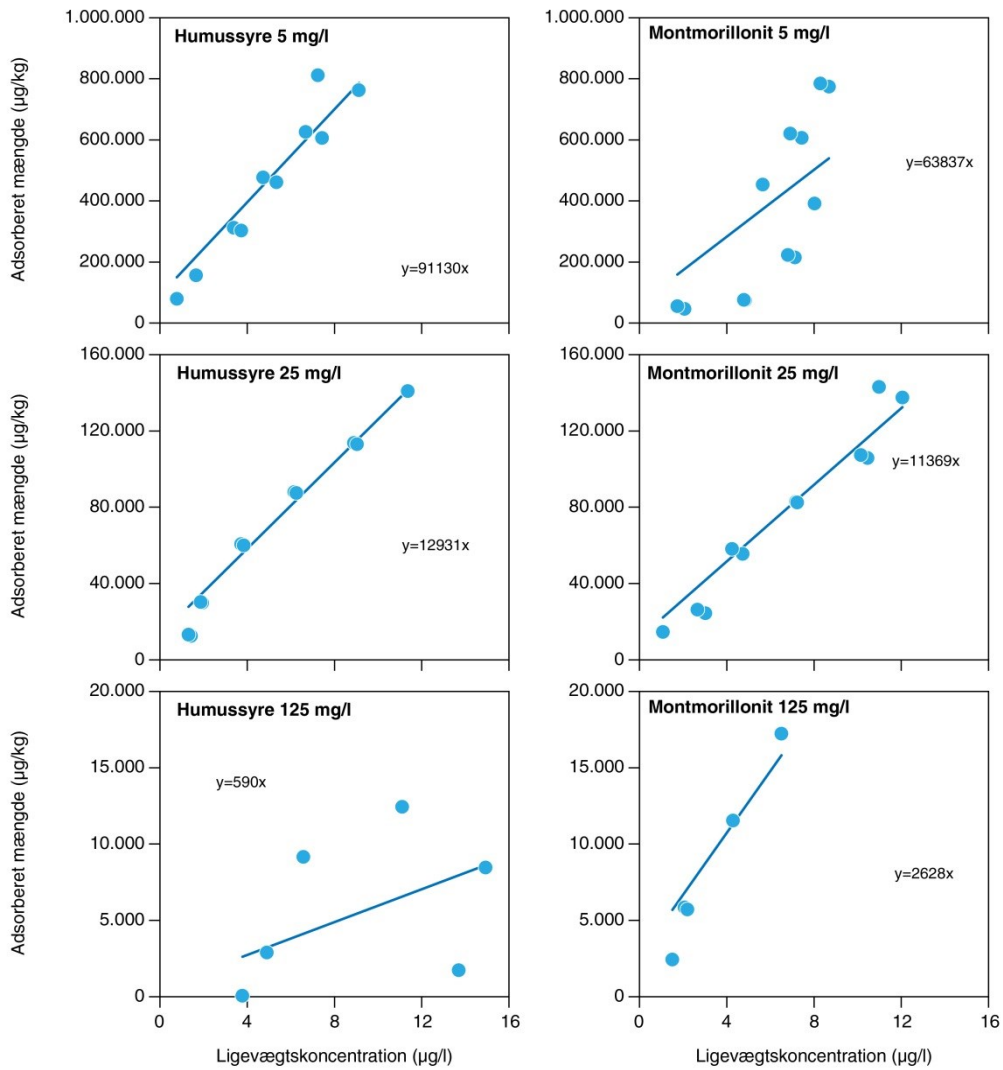 Humussyre 5 mg/l
Adsorberet mængde (µg/kg)
1.000.000
800.000
600.000
400.000
200.000
0
y=91130x
Montmorillonit 5 mg/l
1.000.000
800.000
600.000
400.000
200.000
0
y=63837x
Humussyre 25 mg/l
Adsorberet mængde (µg/kg)
160.000
120.000
80.000
40.000
0
y=12931x
Montmorillonit 25 mg/l
160.000
120.000
80.000
40.000
0
y=11369x
Humussyre 125 mg/l
Adsorberet mængde (µg/kg)
20.000
15.000
10.000
5.000
0
y=590x
0 4 8 12 16
Ligevægtskoncentration (µg/l)
Montmorillonit 125 mg/l
20.000
15.000
10.000
5.000
0
y=2628x
0 4 8 12 16
Ligevægtskoncentration (µg/l)